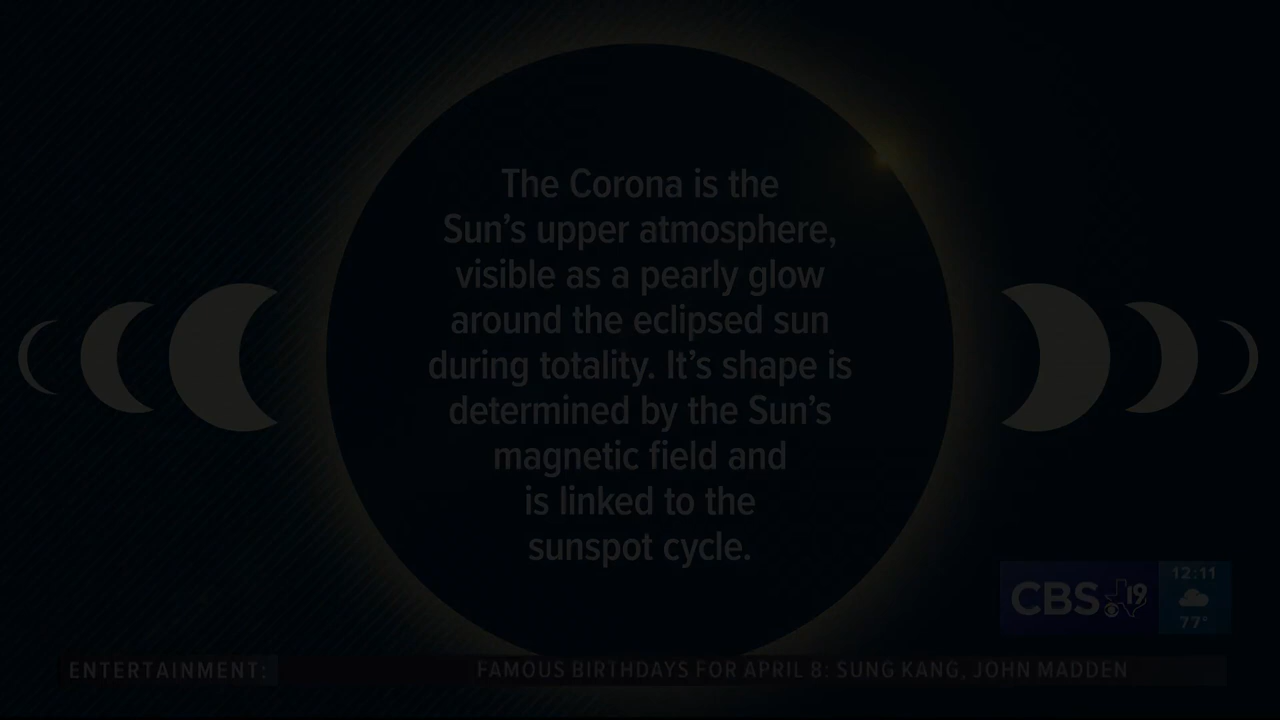 The Corona is the
Sun's upper atmosphere,
visible as a pearly glow
around the eclipsed sun
during totality. It's shape is
determined by the Sun's
magnetic field and
is linked to the
sunspot cycle.
CBS 19
12:11
77°
ENTERTAINMENT: FAMOUS BIRTHDAYS FOR APRIL 8: SUNG KANG, JOHN MADDEN